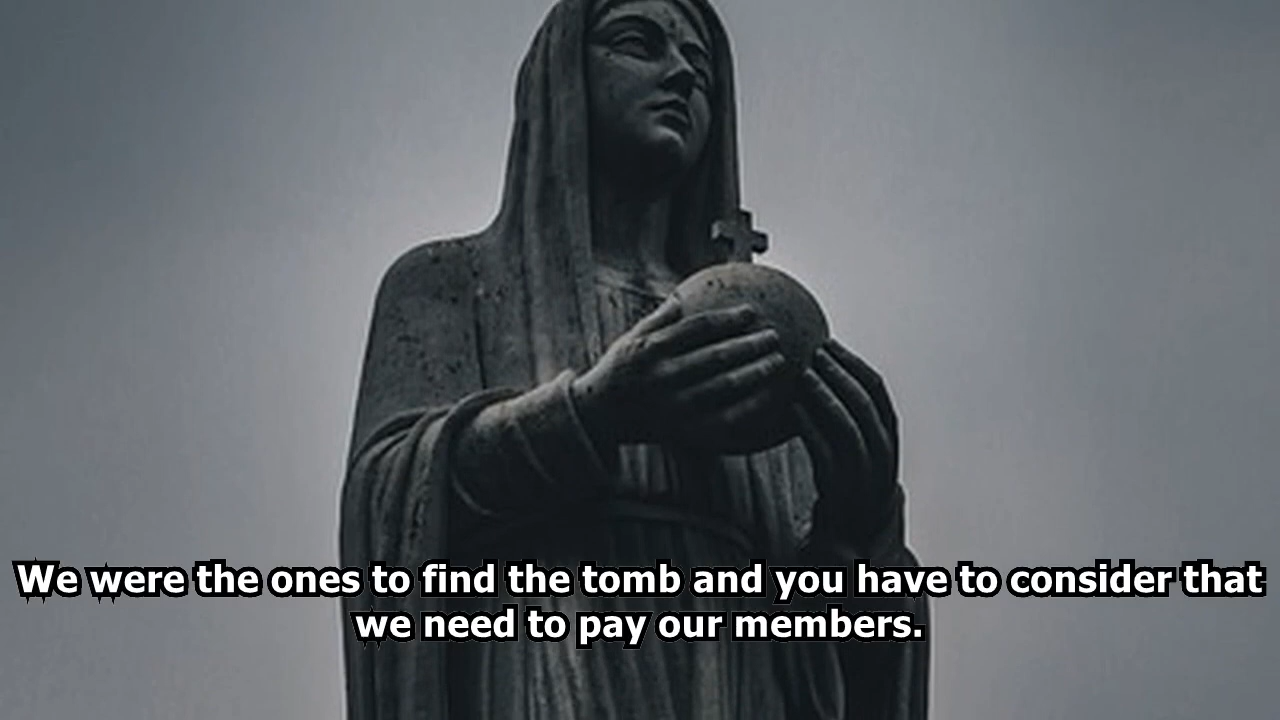 We were the ones to find the tomb and you have to consider that
we need to pay our members.